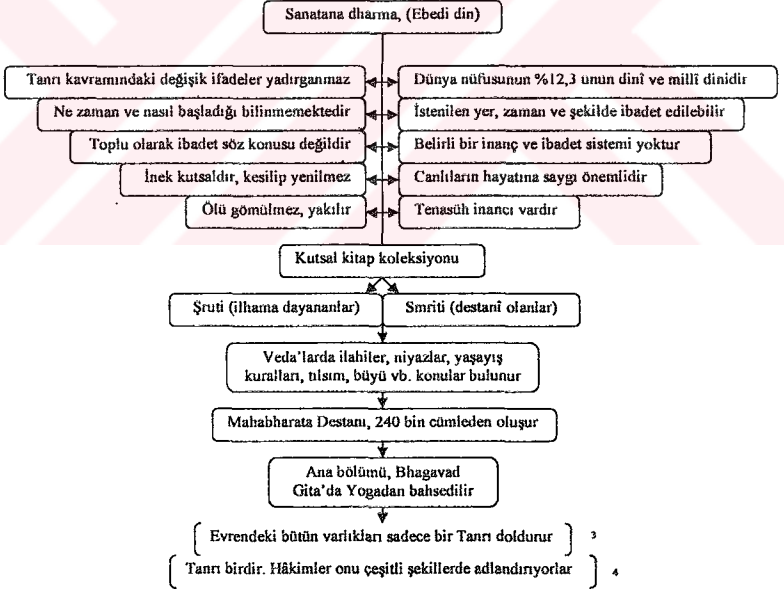 Sanatana dharma, (Ebedi din)
Tanrı kavramındaki değişik ifadeler yadırganmaz
Dünya nüfusunun %12,3 unun dinî ve millî dinidir
Ne zaman ve nasıl başladığı bilinmemektedir
İstenilen yer, zaman ve şekilde ibadet edilebilir
Toplu olarak ibadet söz konusu değildir
Belirli bir inanç ve ibadet sistemi yoktur
İnek kutsaldır, kesilip yenilmez
Canlıların hayatına saygı önemlidir
Ölü gömülmez, yakılır
Tenasüh inancı vardır
Kutsal kitap koleksiyonu
Şruti (ilhama dayananlar)
Smriti (destanî olanlar)
Veda'larda ilahiler, niyazlar, yaşayış
kuralları, tılsım, büyü vb. konular bulunur
Mahabharata Destanı, 240 bin cümleden oluşur
Ana bölümü, Bhagavad
Gita'da Yogadan bahsedilir
Evrendeki bütün varlıkları sadece bir Tanrı doldurur 3
Tanrı birdir. Hâkimler onu çeşitli şekillerde adlandırıyorlar 4